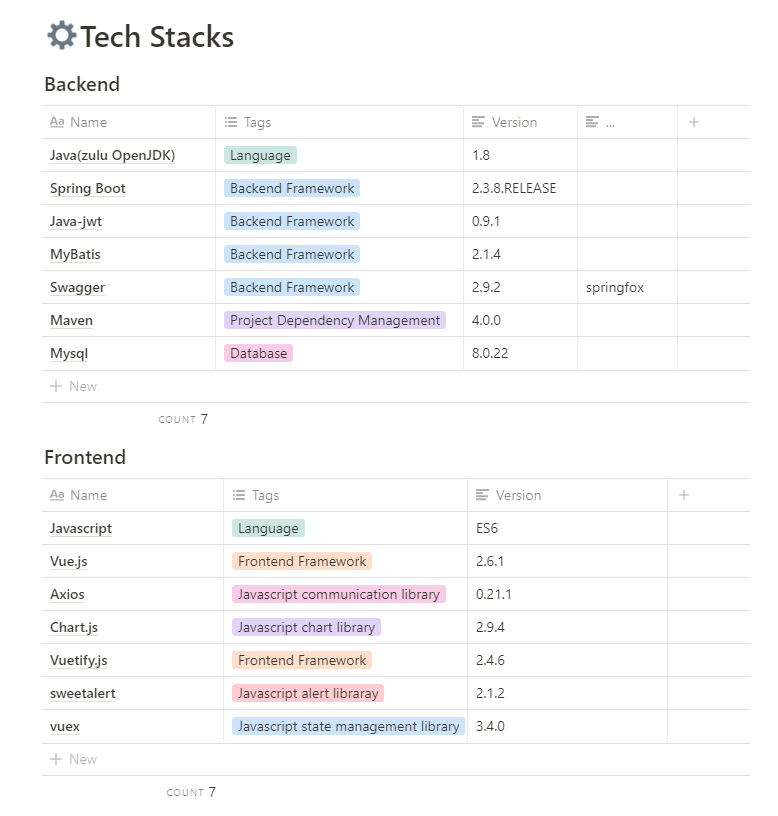 Tech Stacks
Backend
Aa Name Tags Version ... +
Java(zulu OpenJDK) Language 1.8
Spring Boot Backend Framework 2.3.8.RELEASE
Java-jwt Backend Framework 0.9.1
MyBatis Backend Framework 2.1.4
Swagger Backend Framework 2.9.2 springfox
Maven Project Dependency Management 4.0.0
Mysql Database 8.0.22
+ New
COUNT 7
Frontend
Aa Name Tags Version +
Javascript Language ES6
Vue.js Frontend Framework 2.6.1
Axios Javascript communication library 0.21.1
Chart.js Javascript chart library 2.9.4
Vuetify.js Frontend Framework 2.4.6
sweetalert Javascript alert libraray 2.1.2
vuex Javascript state management library 3.4.0
+ New
COUNT 7